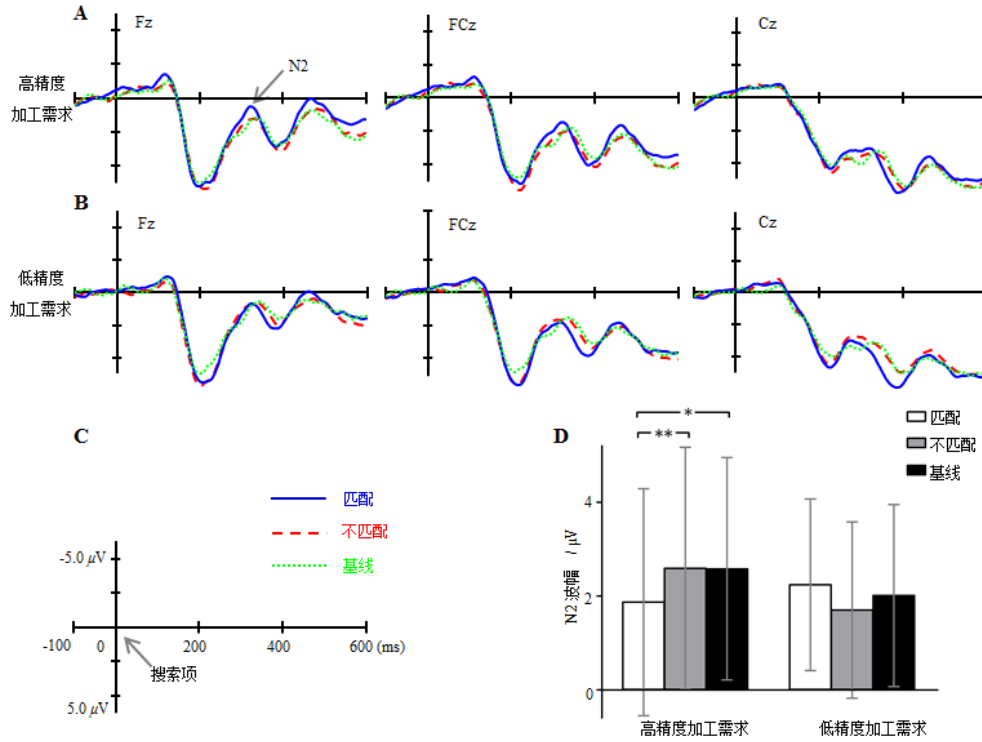 A
Fz
FCz
Cz
N2
高精度
加工需求
B
Fz
FCz
Cz
低精度
加工需求
C
匹配
不匹配
基线
-5.0 μV
-100
0
200
400
600 (ms)
搜索项
5.0 μV
D
匹配
不匹配
基线
*
**
N2 波幅 / μV
4
2
0
高精度加工需求
低精度加工需求